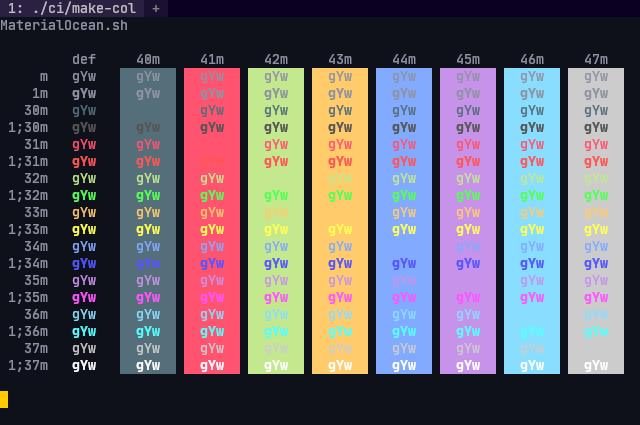 1: ./ci/make-col +
MaterialOcean.sh
def 40m 41m 42m 43m 44m 45m 46m 47m
m gYw gYw gYw gYw gYw gYw gYw gYw gYw
1m gYw gYw gYw gYw gYw gYw gYw gYw gYw
30m gYw gYw gYw gYw gYw gYw gYw gYw
1;30m gYw gYw gYw gYw gYw gYw gYw gYw gYw
31m gYw gYw gYw gYw gYw gYw gYw gYw
1;31m gYw gYw gYw gYw gYw gYw gYw gYw
32m gYw gYw gYw gYw gYw gYw gYw gYw
1;32m gYw gYw gYw gYw gYw gYw gYw gYw gYw
33m gYw gYw gYw gYw gYw gYw gYw gYw
1;33m gYw gYw gYw gYw gYw gYw gYw gYw gYw
34m gYw gYw gYw gYw gYw gYw gYw gYw
1;34m gYw gYw gYw gYw gYw gYw gYw gYw gYw
35m gYw gYw gYw gYw gYw gYw gYw gYw
1;35m gYw gYw gYw gYw gYw gYw gYw gYw gYw
36m gYw gYw gYw gYw gYw gYw gYw gYw
1;36m gYw gYw gYw gYw gYw gYw gYw gYw gYw
37m gYw gYw gYw gYw gYw gYw gYw gYw
1;37m gYw gYw gYw gYw gYw gYw gYw gYw gYw